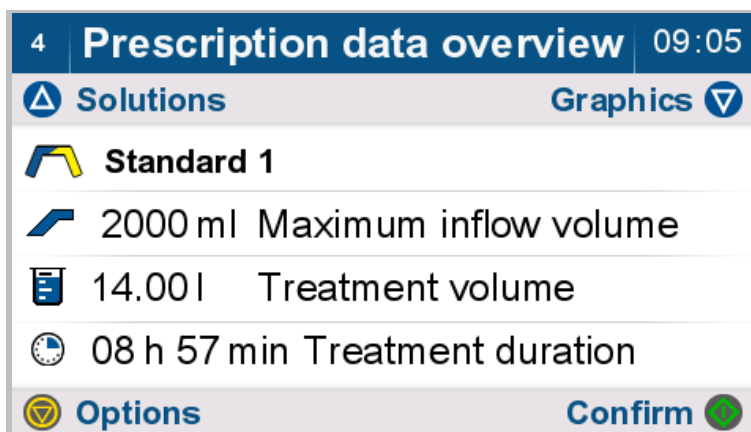 4 Prescription data overview 09:05
Solutions Graphics
Standard 1
2000 ml Maximum inflow volume
14.00 l Treatment volume
08 h 57 min Treatment duration
Options Confirm